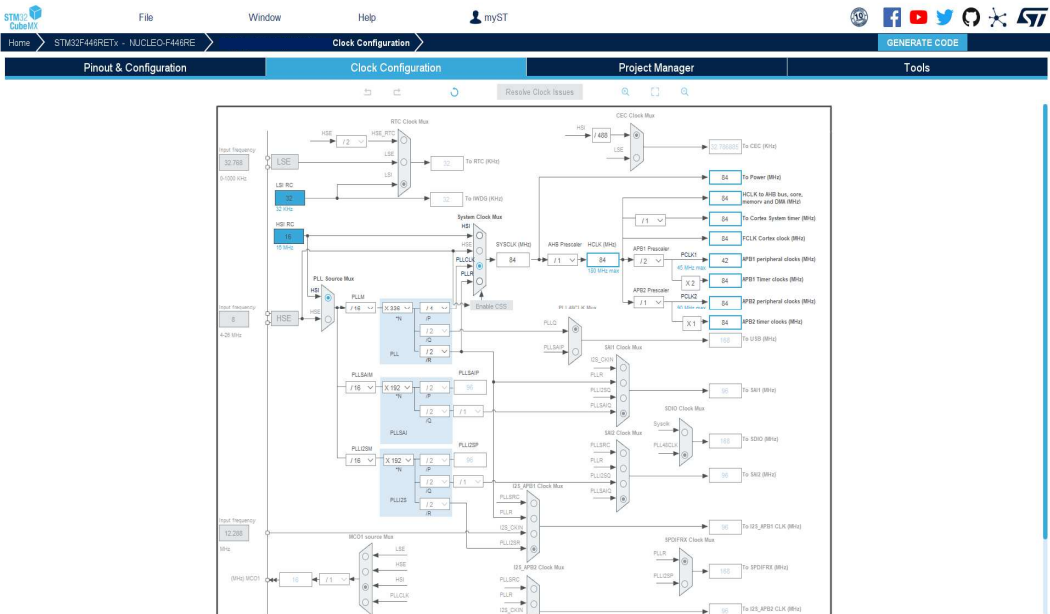 STM32 CubeMX
File
Window
Help
myST
Home
STM32F446RETx - NUCLEO-F446RE
Clock Configuration
GENERATE CODE
Pinout & Configuration
Clock Configuration
Project Manager
Tools
Resolve Clock Issues
RTC Clock Mux
CEC Clock Mux
HSE
/ 2
HSE_RTC
HSI
/ 488
Input frequency
32.768
0-1000 KHz
LSE
LSE
LSI
32
To RTC (KHz)
LSE
To CEC (KHz)
LSI RC
32
32 KHz
32
To IWDG (KHz)
84
To Power (MHz)
84
HCLK to AHB bus, core,
memory and DMA (MHz)
HSI RC
16
16 MHz
System Clock Mux
HSI
HSE
PLLCLK
PLLR
SYSCLK (MHz)
84
AHB Prescaler
/ 1
HCLK (MHz)
84
180 MHz max
/ 1
84
To Cortex System timer (MHz)
84
FCLK Cortex clock (MHz)
APB1 Prescaler
/ 2
PCLK1
45 MHz max
42
APB1 peripheral clocks (MHz)
X 2
84
APB1 Timer clocks (MHz)
APB2 Prescaler
/ 1
PCLK2
90 MHz max
84
APB2 peripheral clocks (MHz)
X 1
84
APB2 timer clocks (MHz)
PLL Source Mux
HSI
HSE
PLLM
/ 16
X 336
*N
/ 4
/P
/ 2
/Q
/ 2
/R
PLL
Enable CSS
Input frequency
8
4-26 MHz
HSE
PLLQ
PLLSAIP
168
To USB (MHz)
SAI1 Clock Mux
I2S_CKIN
PLLR
PLLI2SQ
PLLSAIQ
96
To SAI1 (MHz)
PLLSAIM
/ 16
X 192
*N
/ 2
/P
PLLSAIP
96
/ 2
/Q
/ 1
PLLSAI
SDIO Clock Mux
Sysclk
PLL48CLK
168
To SDIO (MHz)
SAI2 Clock Mux
PLLSRC
PLLR
PLLI2SQ
PLLSAIQ
96
To SAI2 (MHz)
PLLI2SM
/ 16
X 192
*N
/ 2
/P
PLLI2SP
96
/ 2
/Q
/ 1
PLLI2S
/ 2
/R
I2S_APB1 Clock Mux
PLLSRC
PLLR
I2S_CKIN
PLLI2SR
96
To I2S_APB1 CLK (MHz)
Input frequency
12.288
MHz
MCO1 source Mux
LSE
HSE
HSI
PLLCLK
(MHz) MCO1
16
/ 1
SPDIFRX Clock Mux
PLLR
PLLI2SP
168
To SPDIFRX (MHz)
I2S_APB2 Clock Mux
PLLSRC
PLLR
I2S_CKIN
96
To I2S_APB2 CLK (MHz)